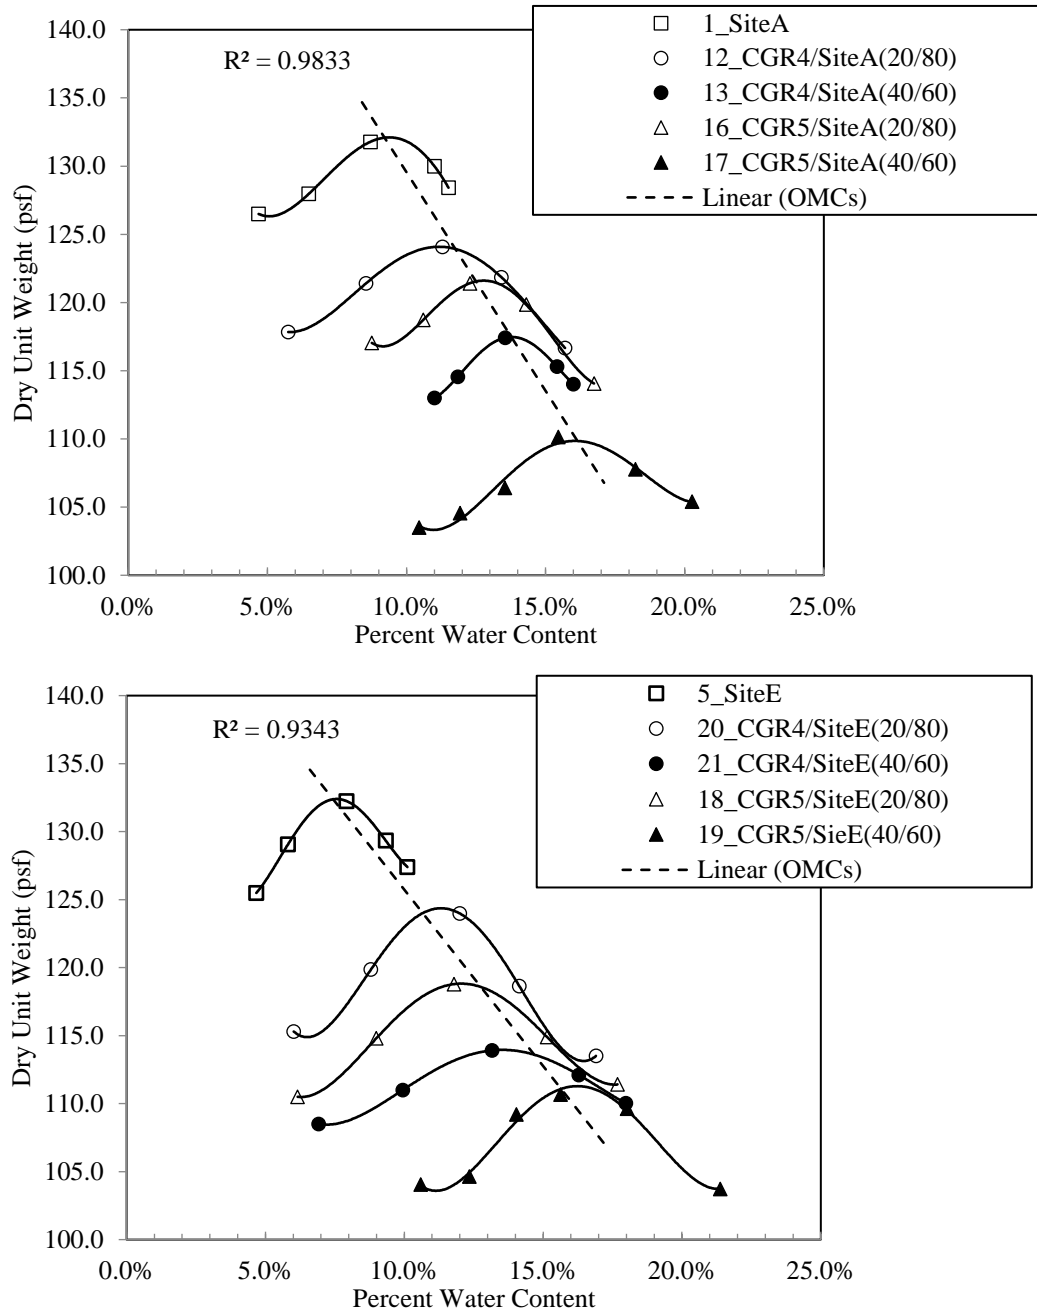 140.0
135.0
130.0
125.0
120.0
115.0
110.0
105.0
100.0
Dry Unit Weight (psf)
R² = 0.9833
1_SiteA
12_CGR4/SiteA(20/80)
13_CGR4/SiteA(40/60)
16_CGR5/SiteA(20/80)
17_CGR5/SiteA(40/60)
Linear (OMCs)
0.0% 5.0% 10.0% 15.0% 20.0% 25.0%
Percent Water Content
140.0
135.0
130.0
125.0
120.0
115.0
110.0
105.0
100.0
Dry Unit Weight (psf)
R² = 0.9343
5_SiteE
20_CGR4/SiteE(20/80)
21_CGR4/SiteE(40/60)
18_CGR5/SiteE(20/80)
19_CGR5/SieE(40/60)
Linear (OMCs)
0.0% 5.0% 10.0% 15.0% 20.0% 25.0%
Percent Water Content